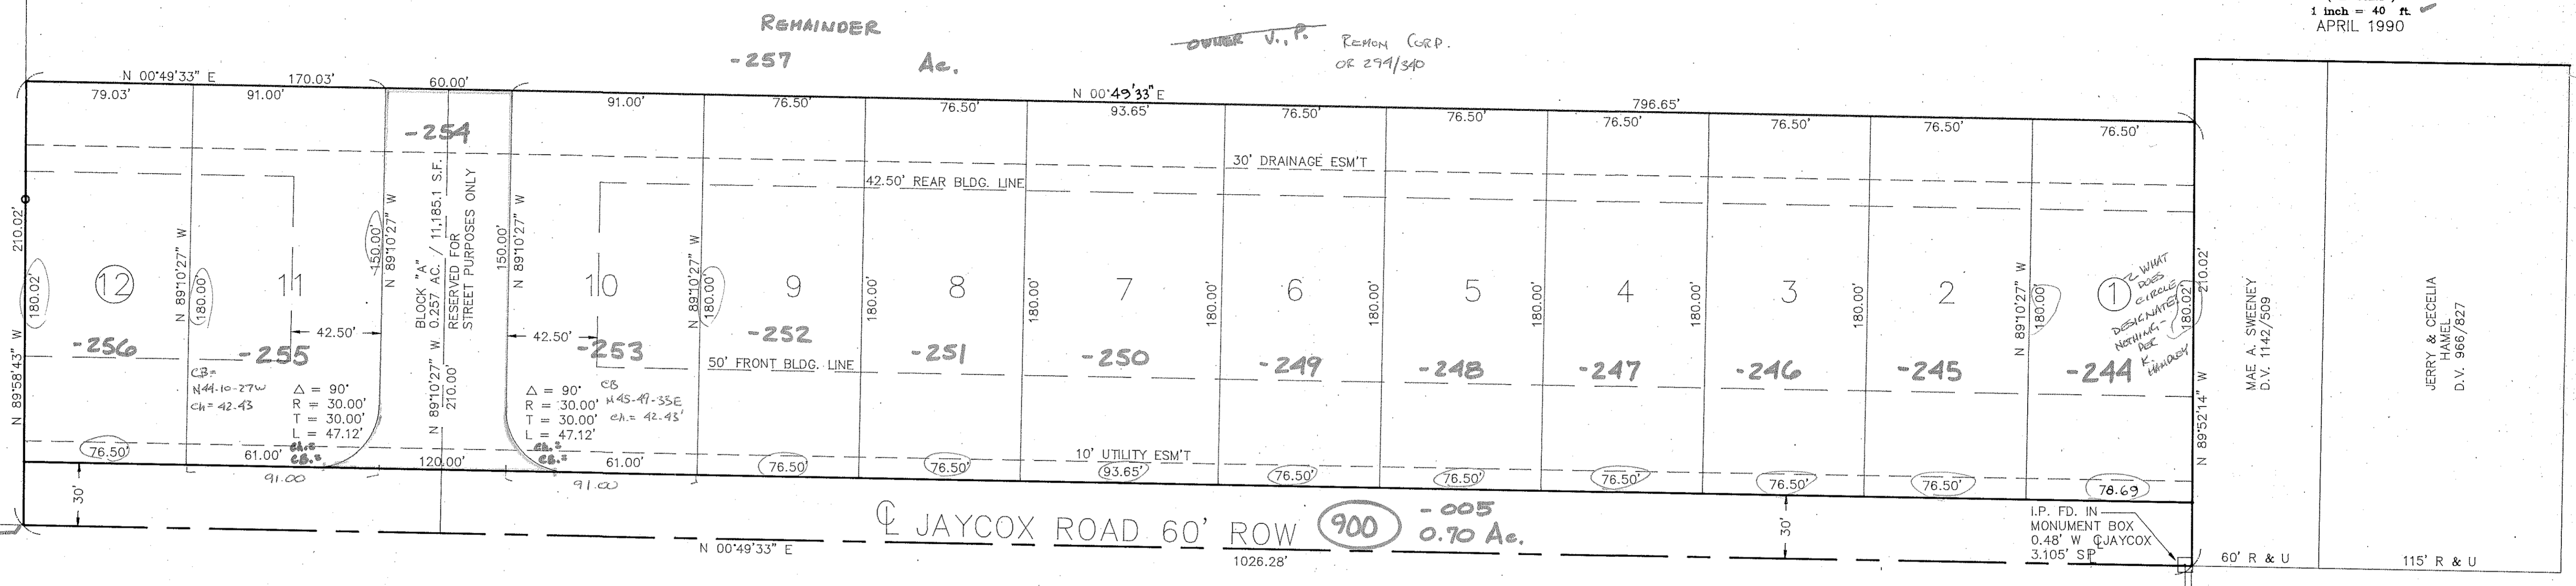 1 inch = 40 ft.
APRIL 1990
REMAINDER
-257 Ac.
OWNER V.P.
REMON CORP.
OR 294/340
N 00°49'33" E 170.03' 60.00' N 00°49'33" E 796.65'
79.03' 91.00' 91.00' 76.50' 76.50' 93.65' 76.50' 76.50' 76.50' 76.50' 76.50' 76.50'
-254
30' DRAINAGE ESM'T
42.50' REAR BLDG. LINE
210.02'
180.02'
N 89°58'43" W
12
-256
N 89°10'27" W
180.00'
11
-255
42.50'
150.00'
N 89°10'27" W
BLOCK "A"
0.257 AC. / 11,185.1 S.F.
RESERVED FOR
STREET PURPOSES ONLY
N 89°10'27" W
210.00'
150.00'
N 89°10'27" W
10
42.50'
-253
N 89°10'27" W
180.00'
9
-252
180.00'
8
-251
180.00'
7
-250
180.00'
6
-249
180.00'
5
-248
180.00'
4
-247
180.00'
3
-246
2
-245
N 89°10'27" W
180.00'
1
-244
WHAT
DOES
CIRCLE
DESIGNATE?
NOTHING-
PER
K.
HANDLEY
180.02'
210.02'
N 89°52'14" W
50' FRONT BLDG. LINE
CB=
N44-10-27W
Ch= 42.43
Δ = 90°
R = 30.00'
T = 30.00'
L = 47.12'
Ch.=
CB.=
Δ = 90°
R = 30.00'
T = 30.00'
L = 47.12'
Ch.=
CB.=
CB
N45-49-33E
Ch.= 42.43'
10' UTILITY ESM'T
76.50' 61.00' 120.00' 61.00' 76.50' 76.50' 93.65' 76.50' 76.50' 76.50' 76.50' 76.50' 78.69
91.00 91.00
30'
℄ JAYCOX ROAD 60' ROW 900 -005
0.70 Ac.
30'
N 00°49'33" E
1026.28'
I.P. FD. IN
MONUMENT BOX
0.48' W ℄JAYCOX
3.105' S℄
MAE A. SWEENEY
D.V. 1142/509
JERRY & CECELIA
HAMEL
D.V. 966/827
60' R & U
115' R & U